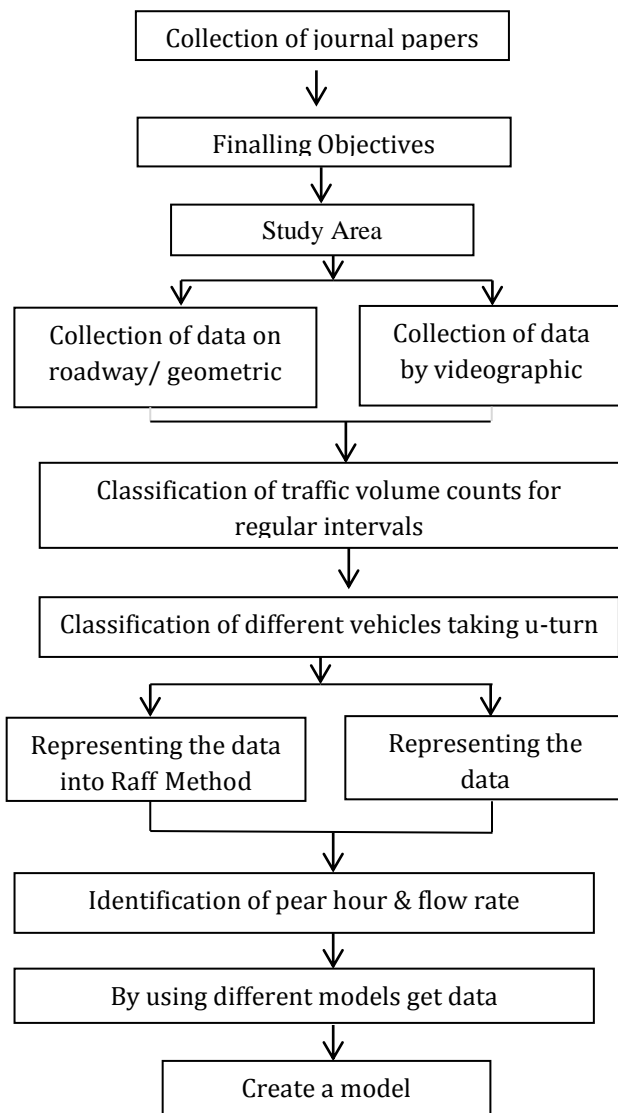 Collection of journal papers
Finalling Objectives
Study Area
Collection of data on
roadway/ geometric
Collection of data
by videographic
Classification of traffic volume counts for
regular intervals
Classification of different vehicles taking u-turn
Representing the data
into Raff Method
Representing the
data
Identification of pear hour & flow rate
By using different models get data
Create a model